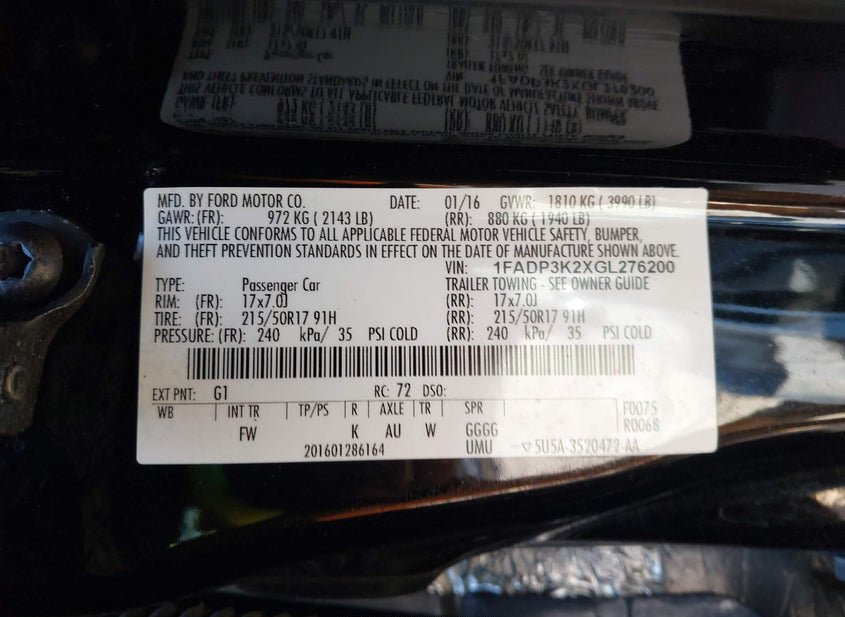 MFD. BY FORD MOTOR CO. DATE: 01/16 GVWR: 1810 KG ( 3990 LB)
GAWR: (FR): 972 KG ( 2143 LB) (RR): 880 KG ( 1940 LB)
THIS VEHICLE CONFORMS TO ALL APPLICABLE FEDERAL MOTOR VEHICLE SAFETY, BUMPER,
AND THEFT PREVENTION STANDARDS IN EFFECT ON THE DATE OF MANUFACTURE SHOWN ABOVE.
VIN: 1FADP3K2XGL276200
TYPE: Passenger Car TRAILER TOWING - SEE OWNER GUIDE
RIM: (FR): 17x7.0J (RR): 17x7.0J
TIRE: (FR): 215/50R17 91H (RR): 215/50R17 91H
PRESSURE: (FR): 240 kPa/ 35 PSI COLD (RR): 240 kPa/ 35 PSI COLD
EXT PNT: G1 RC: 72 DSO:
WB INT TR TP/PS R AXLE TR SPR F0075
FW K AU W GGGG R0068
201601286164 UMU ▽ 5U5A-3520472-AA